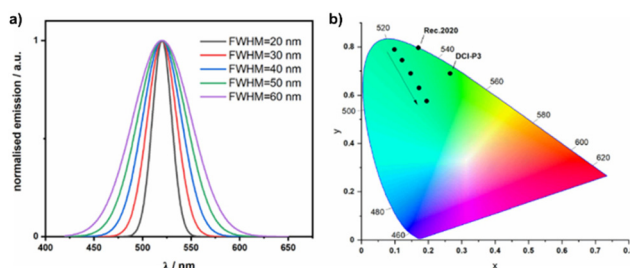 a)
FWHM=20 nm
FWHM=30 nm
FWHM=40 nm
FWHM=50 nm
FWHM=60 nm
1
0
normalised emission / a.u.
400 450 500 550 600 650
λ / nm
b)
520
Rec.2020
540
DCI-P3
560
500
580
600
620
480
460
0.8
0.6
0.4
0.2
0.0
y
0.0 0.1 0.2 0.3 0.4 0.5 0.6 0.7
x